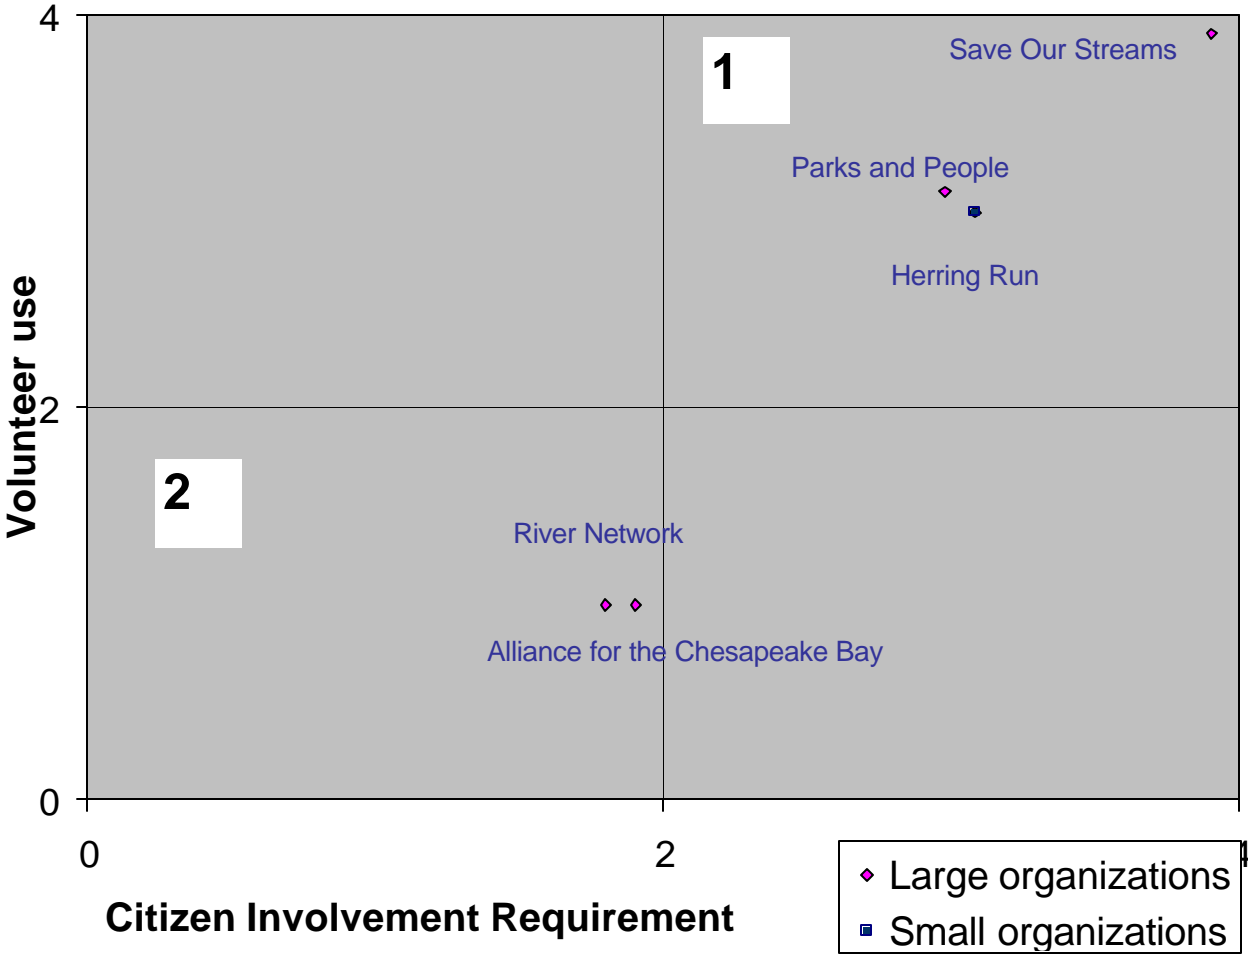 4
Save Our Streams
1
Parks and People
Herring Run
Volunteer use
2
2
River Network
Alliance for the Chesapeake Bay
0
0
2
4
Citizen Involvement Requirement
Large organizations
Small organizations